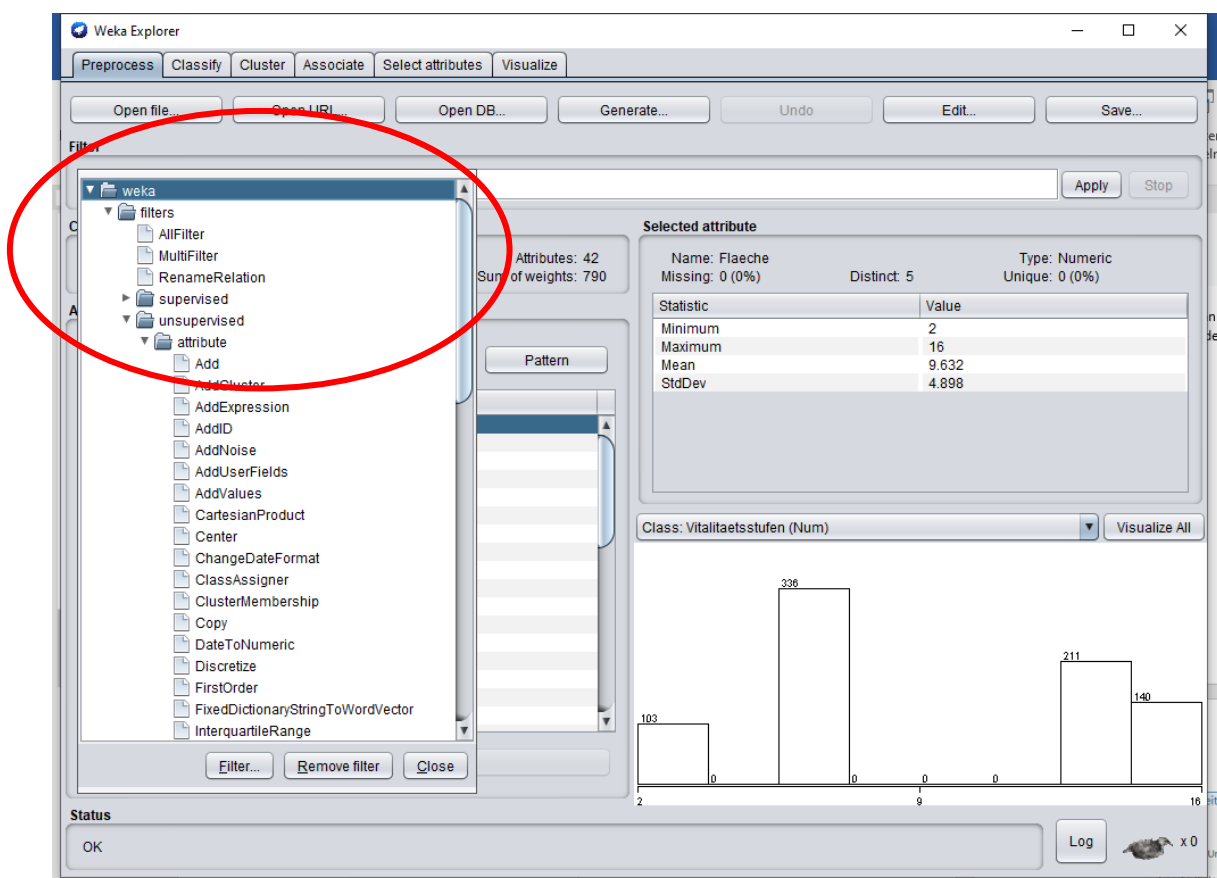 Weka Explorer
Preprocess Classify Cluster Associate Select attributes Visualize
Open file... Open URL... Open DB... Generate... Undo Edit... Save...
Filter
weka
Apply Stop
filters
AllFilter
MultiFilter
RenameRelation
supervised
unsupervised
attribute
Add
AddCluster
AddExpression
AddID
AddNoise
AddUserFields
AddValues
CartesianProduct
Center
ChangeDateFormat
ClassAssigner
ClusterMembership
Copy
DateToNumeric
Discretize
FirstOrder
FixedDictionaryStringToWordVector
InterquartileRange
Filter... Remove filter Close
Attributes: 42
Sum of weights: 790
Pattern
Selected attribute
Name: Flaeche Type: Numeric
Missing: 0 (0%) Distinct: 5 Unique: 0 (0%)
Statistic Value
Minimum 2
Maximum 16
Mean 9.632
StdDev 4.898
Class: Vitalitaetsstufen (Num) Visualize All
336
211
140
103
0 0 0 0
2 9 16
Status
OK
Log x 0